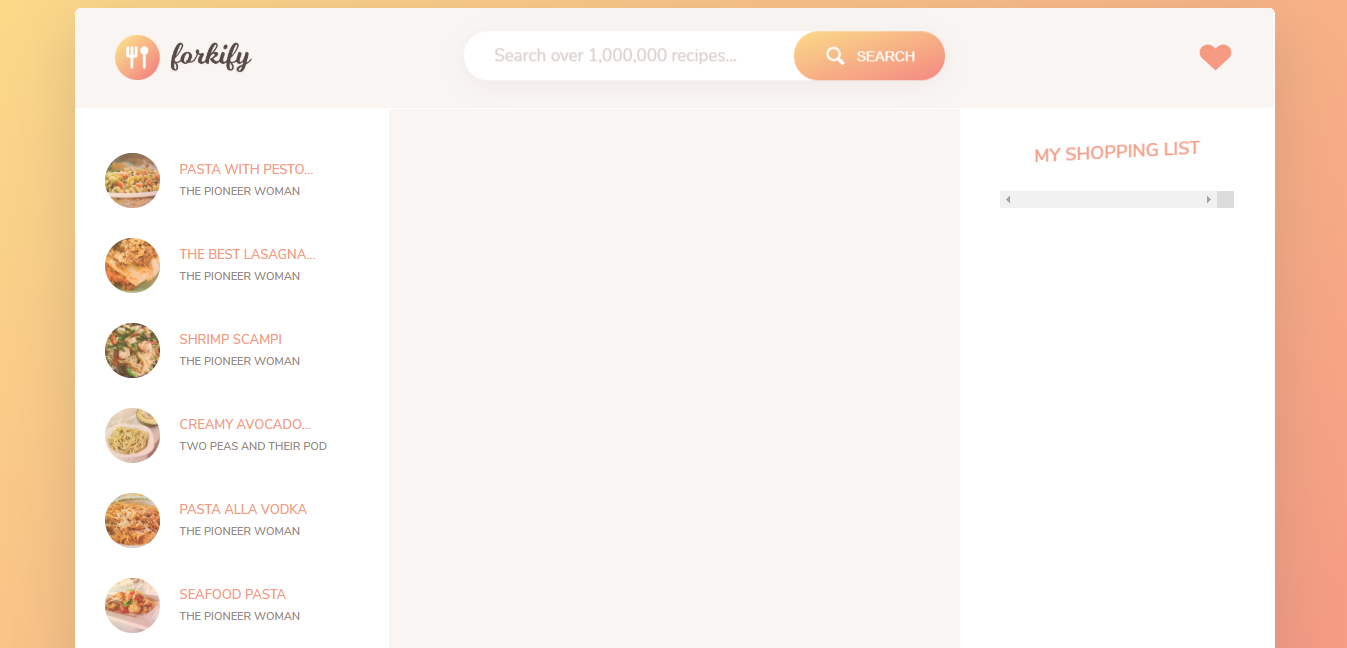 forkify
Search over 1,000,000 recipes...
SEARCH
PASTA WITH PESTO...
THE PIONEER WOMAN
THE BEST LASAGNA...
THE PIONEER WOMAN
SHRIMP SCAMPI
THE PIONEER WOMAN
CREAMY AVOCADO...
TWO PEAS AND THEIR POD
PASTA ALLA VODKA
THE PIONEER WOMAN
SEAFOOD PASTA
THE PIONEER WOMAN
MY SHOPPING LIST